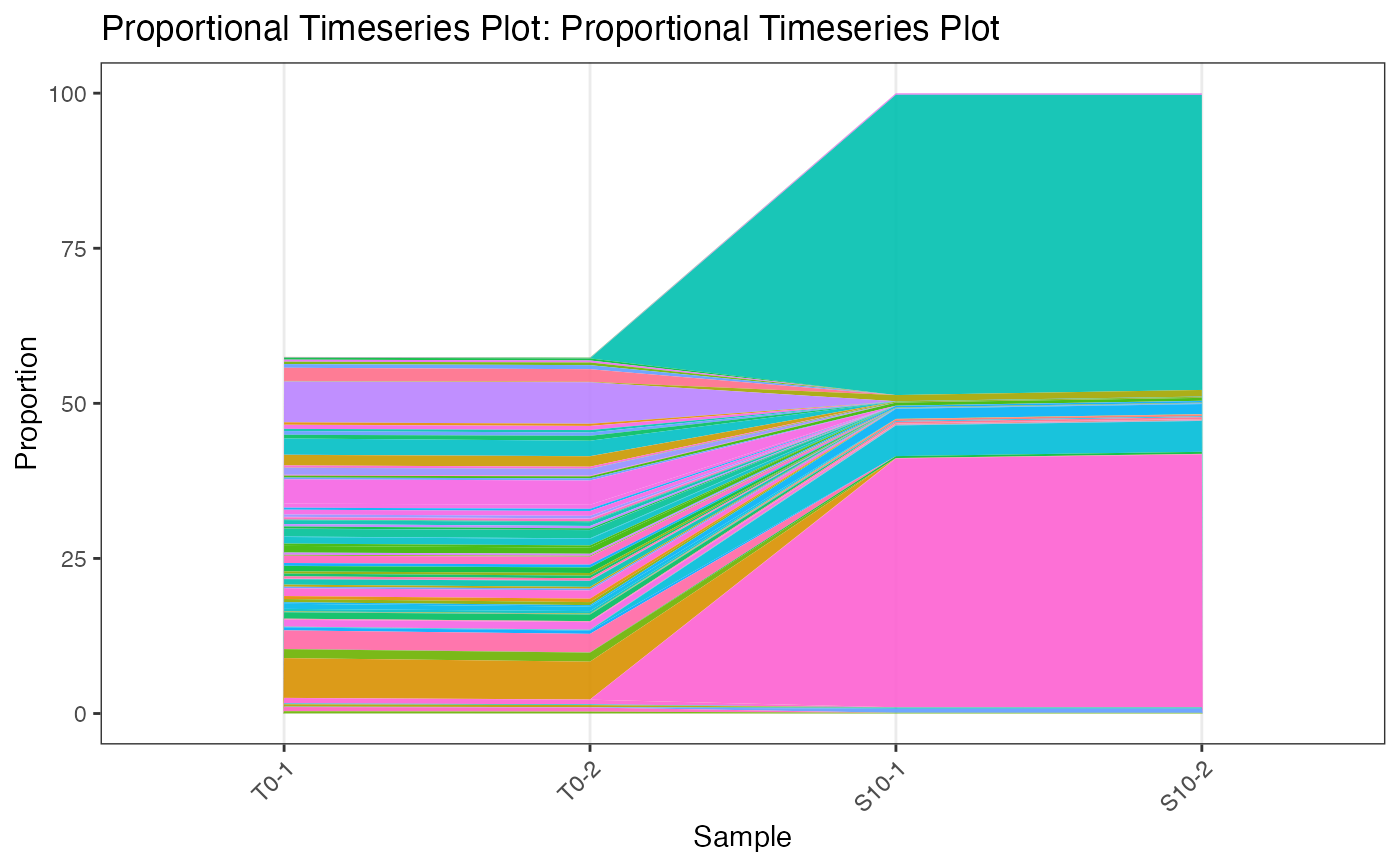 Proportional Timeseries Plot: Proportional Timeseries Plot
100
75
50
25
0
Proportion
T0-1
T0-2
S10-1
S10-2
Sample